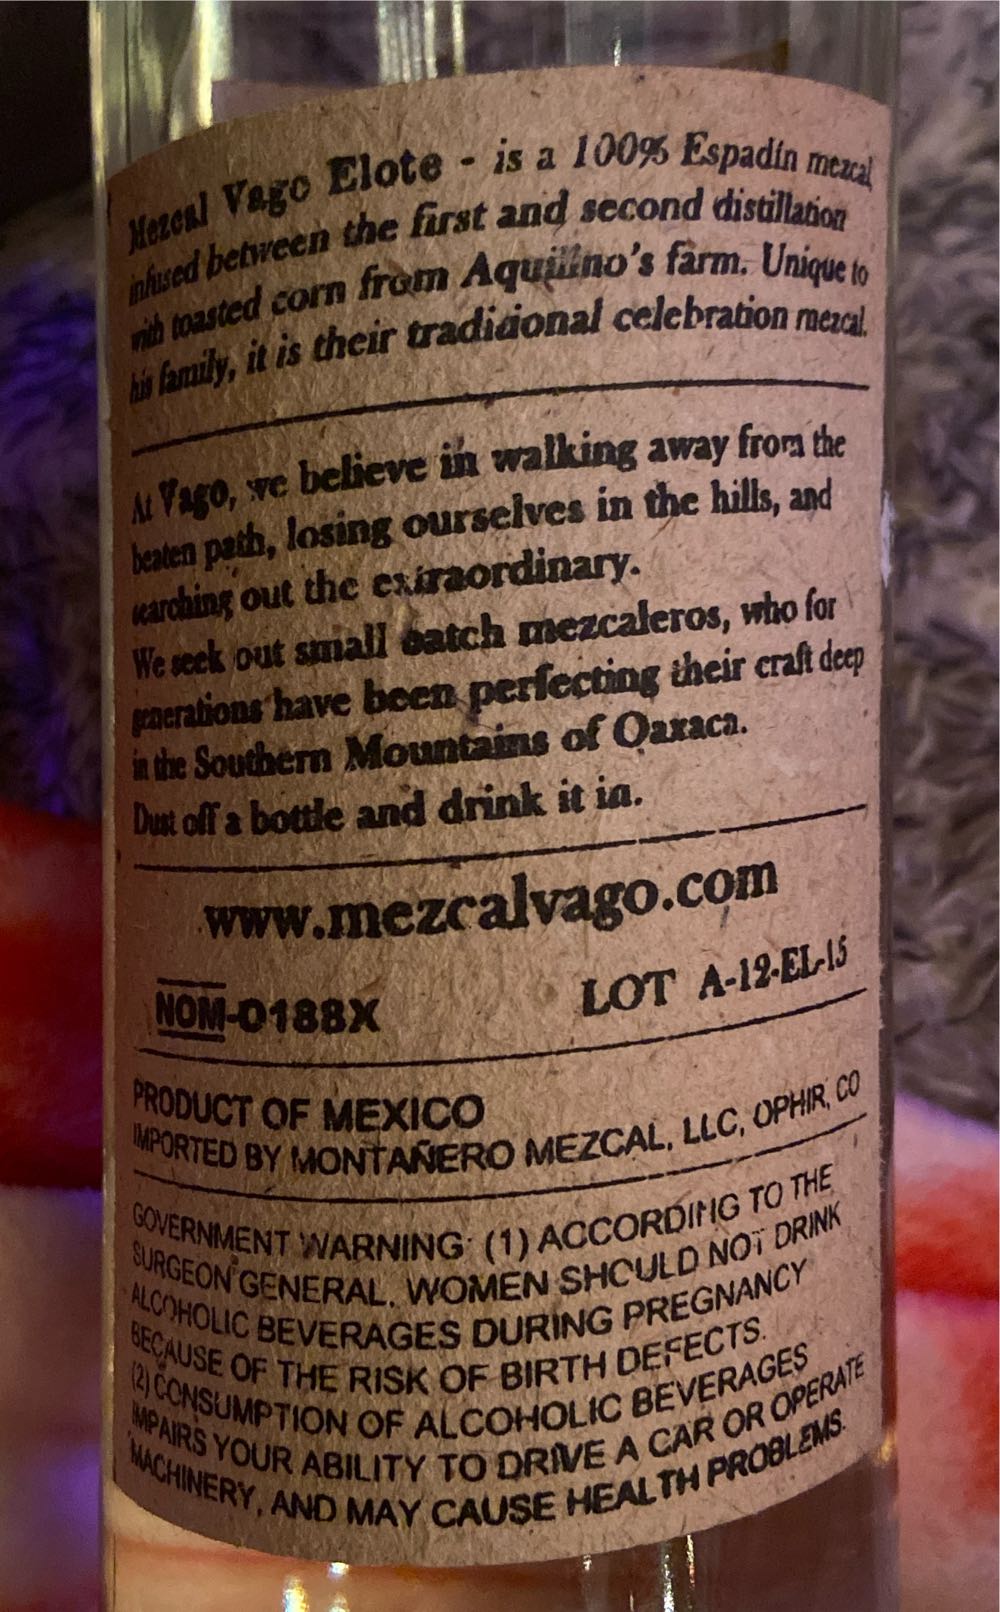 Mezcal Vago Elote - is a 100% Espadín mezcal
infused between the first and second distillation
with toasted corn from Aquilino's farm. Unique to
his family, it is their traditional celebration mezcal.
At Vago, we believe in walking away from the
beaten path, losing ourselves in the hills, and
searching out the extraordinary.
We seek out small batch mezcaleros, who for
generations have been perfecting their craft deep
in the Southern Mountains of Oaxaca.
Dust off a bottle and drink it in.
www.mezcalvago.com
NOM-0188X LOT A-12-EL-15
PRODUCT OF MEXICO
IMPORTED BY MONTAÑERO MEZCAL, LLC, OPHIR, CO
GOVERNMENT WARNING: (1) ACCORDING TO THE
SURGEON GENERAL, WOMEN SHOULD NOT DRINK
ALCOHOLIC BEVERAGES DURING PREGNANCY
BECAUSE OF THE RISK OF BIRTH DEFECTS.
(2) CONSUMPTION OF ALCOHOLIC BEVERAGES
IMPAIRS YOUR ABILITY TO DRIVE A CAR OR OPERATE
MACHINERY, AND MAY CAUSE HEALTH PROBLEMS.